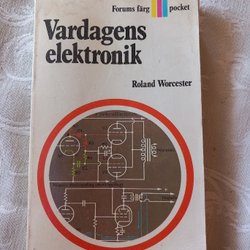 Forums färg pocket
Vardagens
elektronik
Roland Worcester